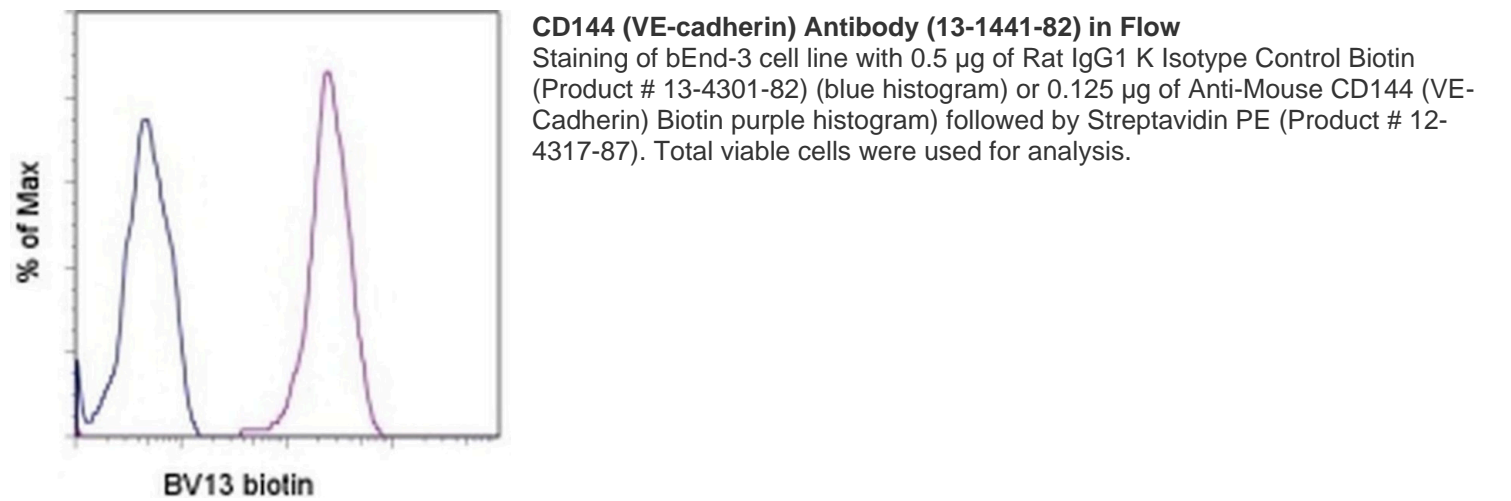 CD144 (VE-cadherin) Antibody (13-1441-82) in Flow
Staining of bEnd-3 cell line with 0.5 µg of Rat IgG1 K Isotype Control Biotin
(Product # 13-4301-82) (blue histogram) or 0.125 µg of Anti-Mouse CD144 (VE-
Cadherin) Biotin purple histogram) followed by Streptavidin PE (Product # 12-
4317-87). Total viable cells were used for analysis.
% of Max
BV13 biotin